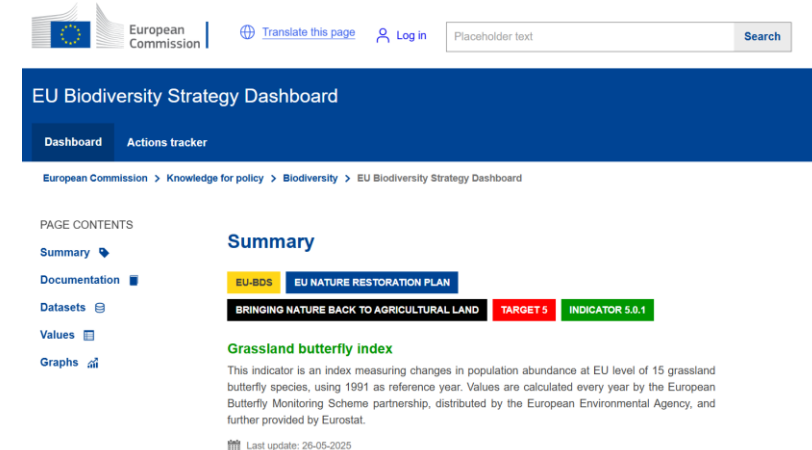 European
Commission
Translate this page
Log in
Placeholder text
Search
EU Biodiversity Strategy Dashboard
Dashboard
Actions tracker
European Commission > Knowledge for policy > Biodiversity > EU Biodiversity Strategy Dashboard
PAGE CONTENTS
Summary
Documentation
Datasets
Values
Graphs
Summary
EU-BDS
EU NATURE RESTORATION PLAN
BRINGING NATURE BACK TO AGRICULTURAL LAND
TARGET 5
INDICATOR 5.0.1
Grassland butterfly index
This indicator is an index measuring changes in population abundance at EU level of 15 grassland
butterfly species, using 1991 as reference year. Values are calculated every year by the European
Butterfly Monitoring Scheme partnership, distributed by the European Environmental Agency, and
further provided by Eurostat.
Last update: 26-05-2025